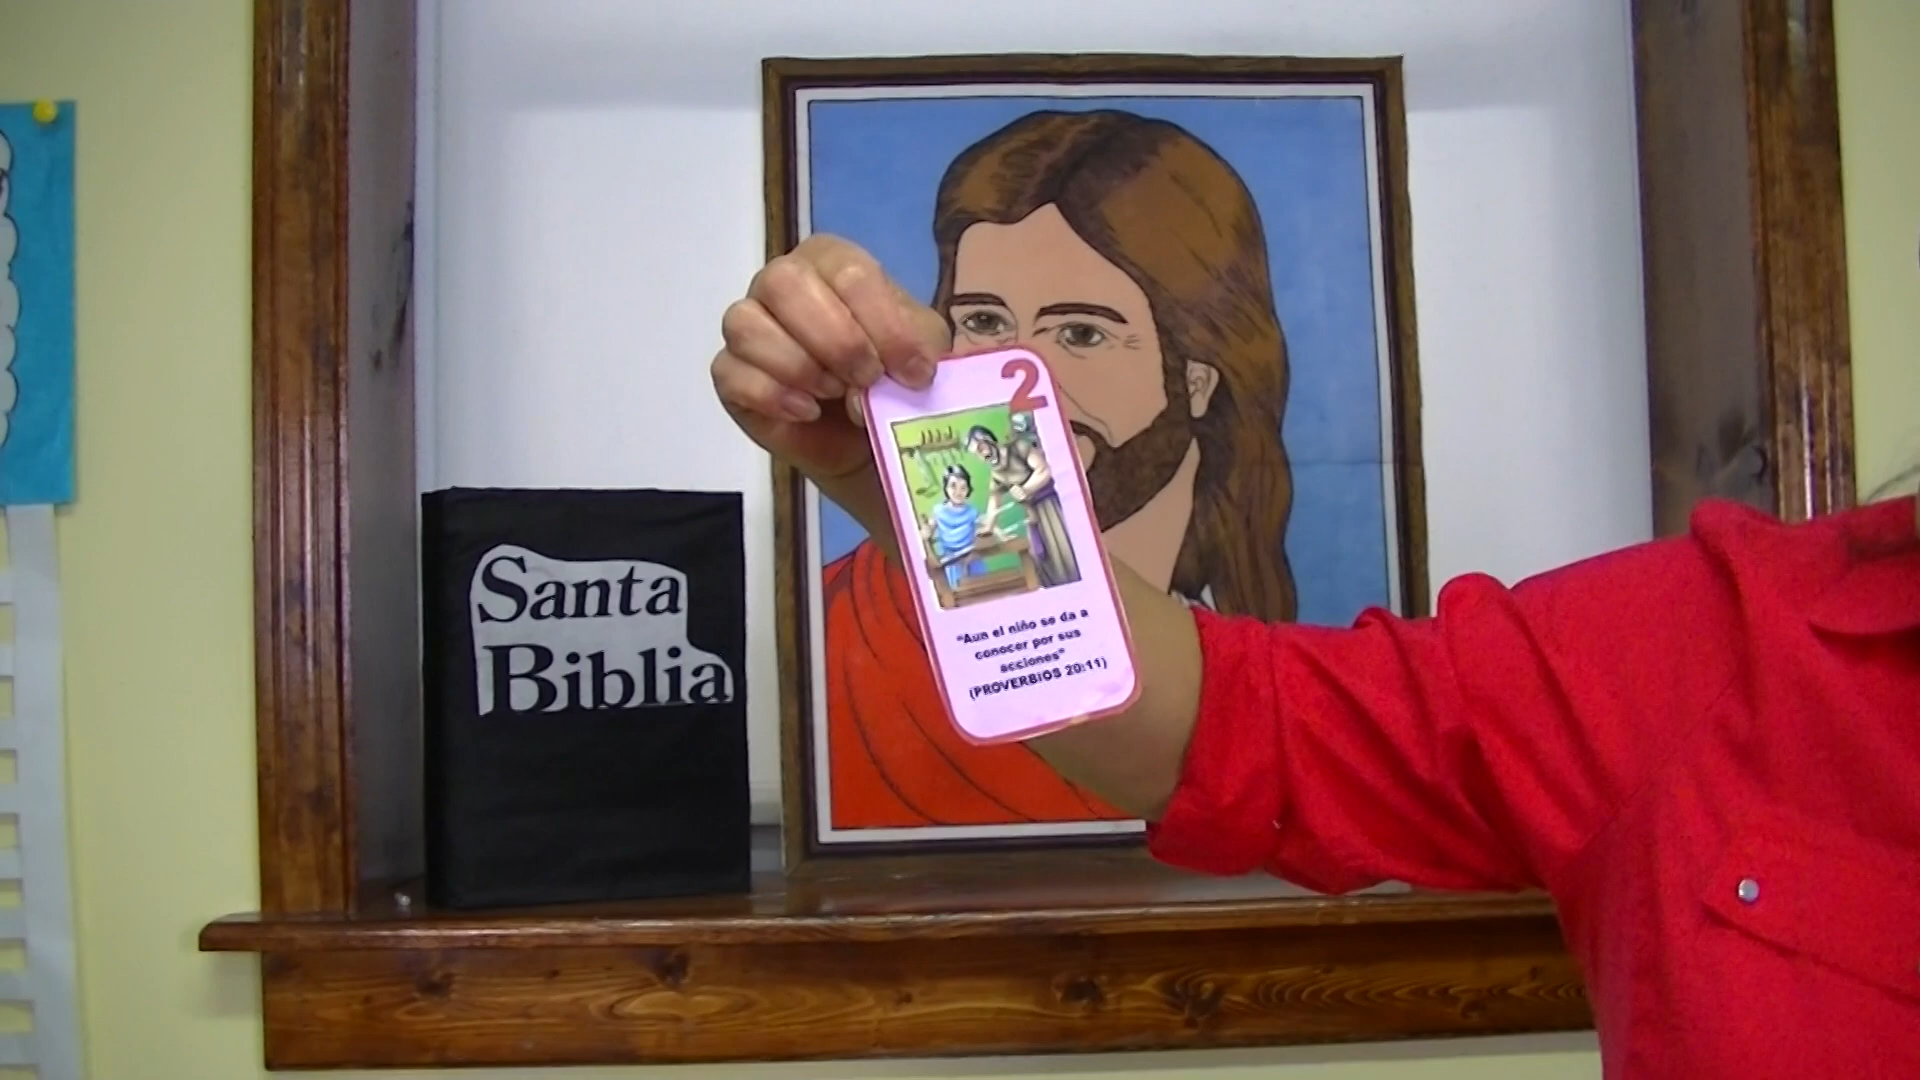 Santa
Biblia
2
"Aun el niño se da a
conocer por sus
acciones"
(PROVERBIOS 20:11)